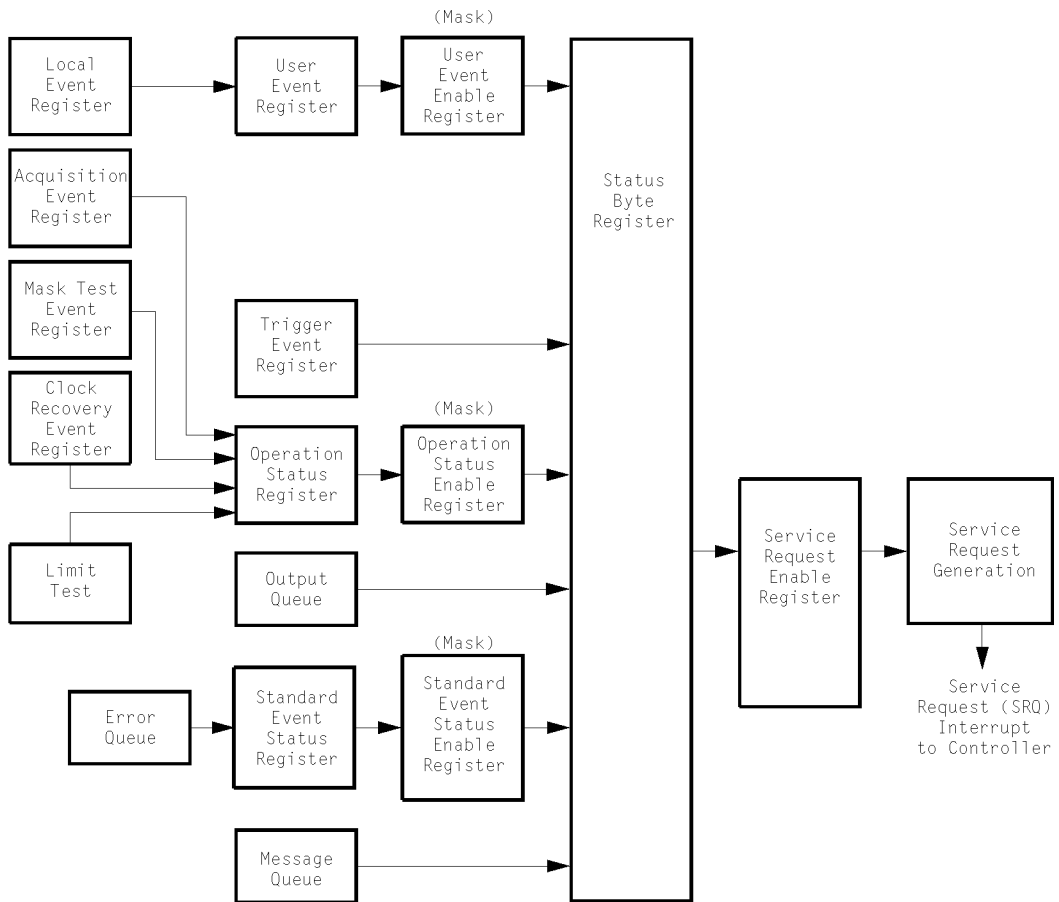 (Mask)
Local
Event
Register
User
Event
Register
User
Event
Enable
Register
Acquisition
Event
Register
Status
Byte
Register
Mask Test
Event
Register
Trigger
Event
Register
Clock
Recovery
Event
Register
(Mask)
Operation
Status
Register
Operation
Status
Enable
Register
Limit
Test
Output
Queue
Service
Request
Enable
Register
Service
Request
Generation
(Mask)
Error
Queue
Standard
Event
Status
Register
Standard
Event
Status
Enable
Register
Service
Request (SRQ)
Interrupt
to Controller
Message
Queue